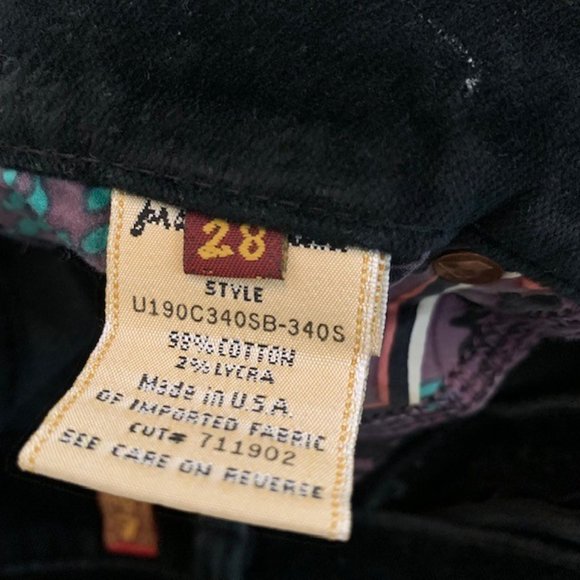 28
STYLE
U190C340SB-340S
98% COTTON
2% LYCRA
Made in U.S.A.
OF IMPORTED FABRIC
CUT# 711902
SEE CARE ON REVERSE
7